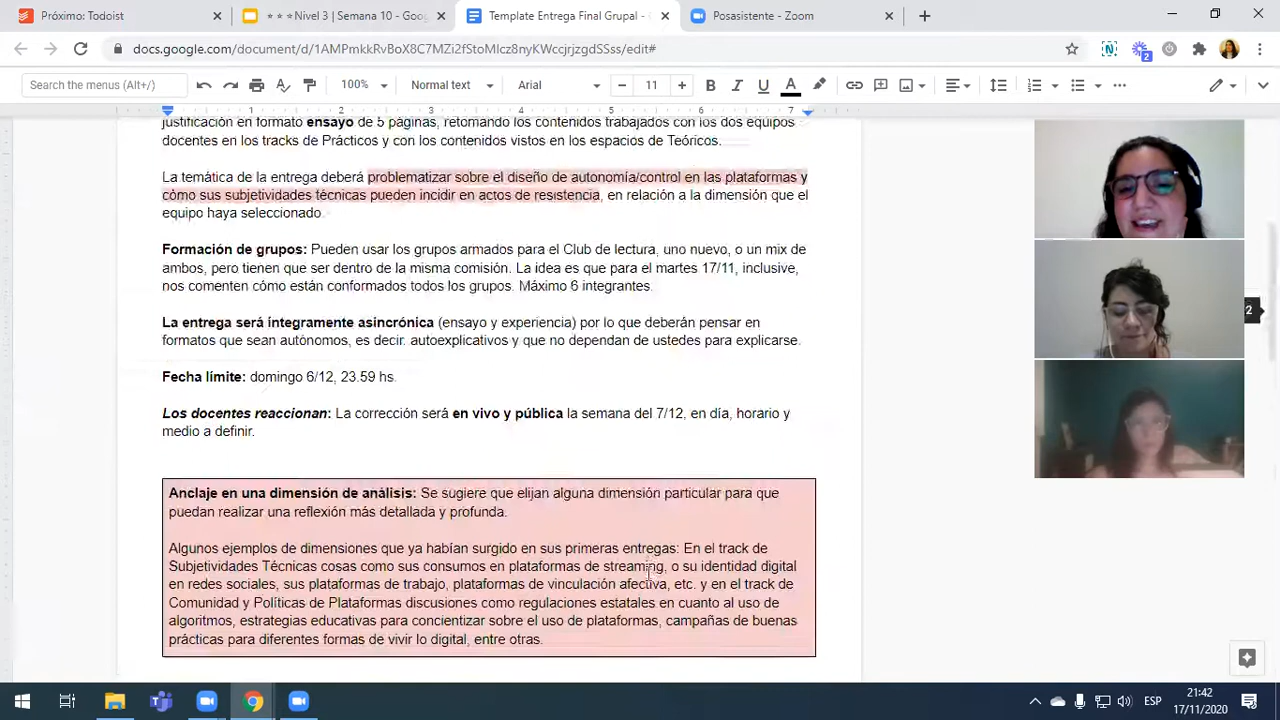 Próximo: Todoist
Nivel 3 | Semana 10 - Goog
Template Entrega Final Grupal -
Posasistente - Zoom
docs.google.com/document/d/1AMPmkkRvBoX8C7MZi2fStoMlcz8nyKWccjrjzgdSSss/edit#
2
Search the menus (Alt+/)
100%
Normal text
Arial
11
1 2 3 4 5 6 7
justificación en formato ensayo de 5 páginas, retomando los contenidos trabajados con los dos equipos
docentes en los tracks de Prácticos y con los contenidos vistos en los espacios de Teóricos.
La temática de la entrega deberá problematizar sobre el diseño de autonomía/control en las plataformas y
cómo sus subjetividades técnicas pueden incidir en actos de resistencia, en relación a la dimensión que el
equipo haya seleccionado.
Formación de grupos: Pueden usar los grupos armados para el Club de lectura, uno nuevo, o un mix de
ambos, pero tienen que ser dentro de la misma comisión. La idea es que para el martes 17/11, inclusive,
nos comenten cómo están conformados todos los grupos. Máximo 6 integrantes.
La entrega será íntegramente asincrónica (ensayo y experiencia) por lo que deberán pensar en
formatos que sean autónomos, es decir. autoexplicativos y que no dependan de ustedes para explicarse.
Fecha límite: domingo 6/12, 23.59 hs.
Los docentes reaccionan: La corrección será en vivo y pública la semana del 7/12, en día, horario y
medio a definir.
2
Anclaje en una dimensión de análisis: Se sugiere que elijan alguna dimensión particular para que
puedan realizar una reflexión más detallada y profunda.
Algunos ejemplos de dimensiones que ya habían surgido en sus primeras entregas: En el track de
Subjetividades Técnicas cosas como sus consumos en plataformas de streaming, o su identidad digital
en redes sociales, sus plataformas de trabajo, plataformas de vinculación afectiva, etc. y en el track de
Comunidad y Políticas de Plataformas discusiones como regulaciones estatales en cuanto al uso de
algoritmos, estrategias educativas para concientizar sobre el uso de plataformas, campañas de buenas
prácticas para diferentes formas de vivir lo digital, entre otras.
ESP
21:42
17/11/2020